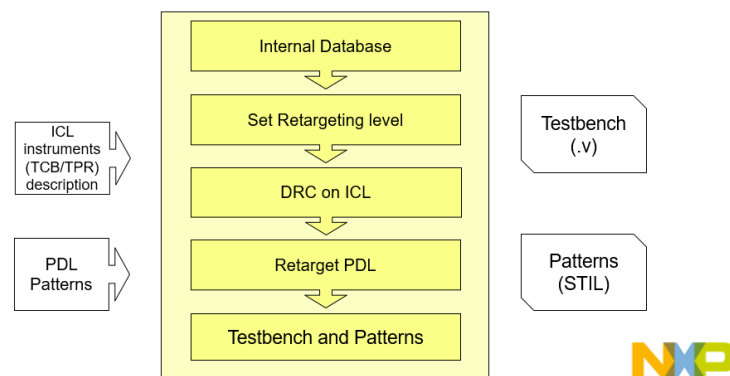 Internal Database
Set Retargeting level
DRC on ICL
Retarget PDL
Testbench and Patterns
ICL
instruments
(TCB/TPR)
description
PDL
Patterns
Testbench
(.v)
Patterns
(STIL)
NXP